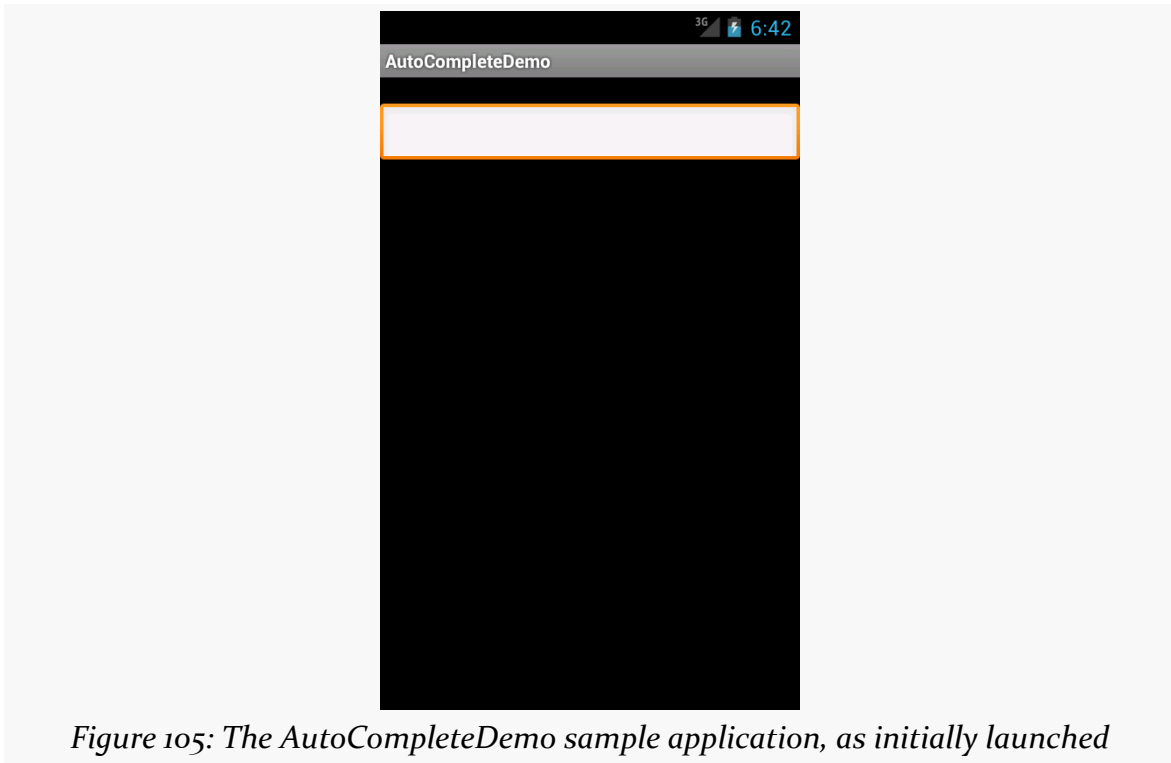 3G 6:42
AutoCompleteDemo
Figure 105: The AutoCompleteDemo sample application, as initially launched